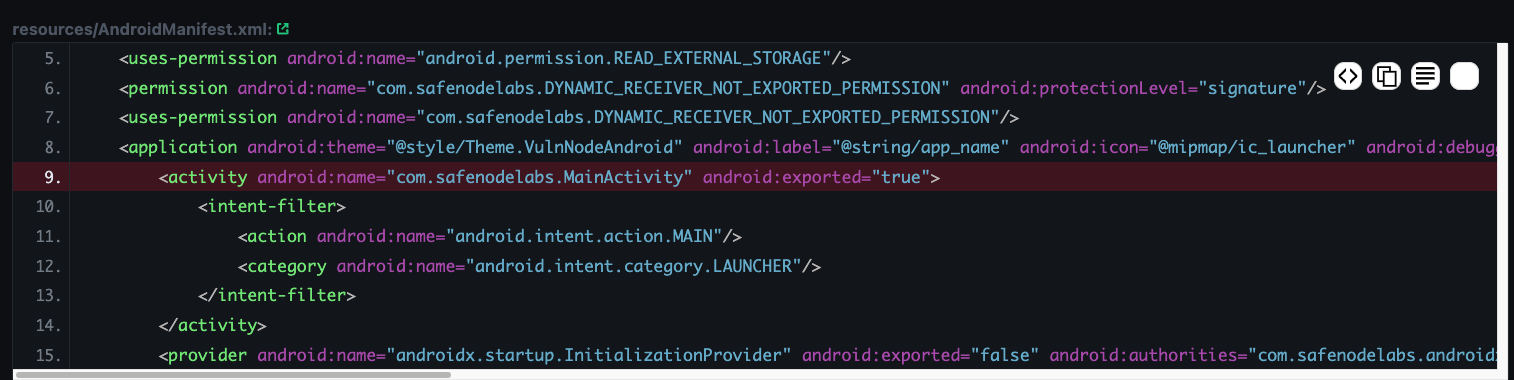 resources/AndroidManifest.xml:
5. <uses-permission android:name="android.permission.READ_EXTERNAL_STORAGE"/>
6. <permission android:name="com.safenodelabs.DYNAMIC_RECEIVER_NOT_EXPORTED_PERMISSION" android:protectionLevel="signature"/>
7. <uses-permission android:name="com.safenodelabs.DYNAMIC_RECEIVER_NOT_EXPORTED_PERMISSION"/>
8. <application android:theme="@style/Theme.VulnNodeAndroid" android:label="@string/app_name" android:icon="@mipmap/ic_launcher" android:debugg
9. <activity android:name="com.safenodelabs.MainActivity" android:exported="true">
10. <intent-filter>
11. <action android:name="android.intent.action.MAIN"/>
12. <category android:name="android.intent.category.LAUNCHER"/>
13. </intent-filter>
14. </activity>
15. <provider android:name="androidx.startup.InitializationProvider" android:exported="false" android:authorities="com.safenodelabs.android